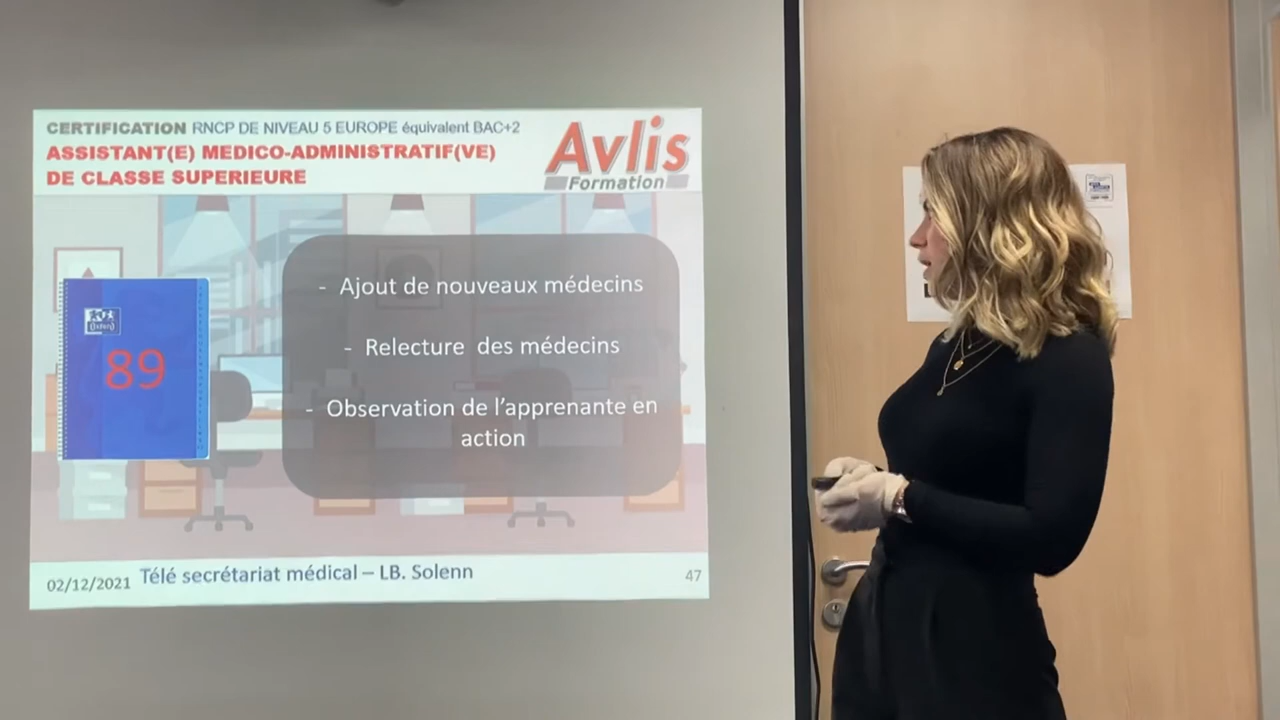 CERTIFICATION RNCP DE NIVEAU 5 EUROPE équivalent BAC+2
ASSISTANT(E) MEDICO-ADMINISTRATIF(VE)
DE CLASSE SUPERIEURE
Avlis
Formation
Oxford
89
- Ajout de nouveaux médecins
- Relecture des médecins
- Observation de l'apprenante en
action
02/12/2021 Télé secrétariat médical – LB. Solenn 47